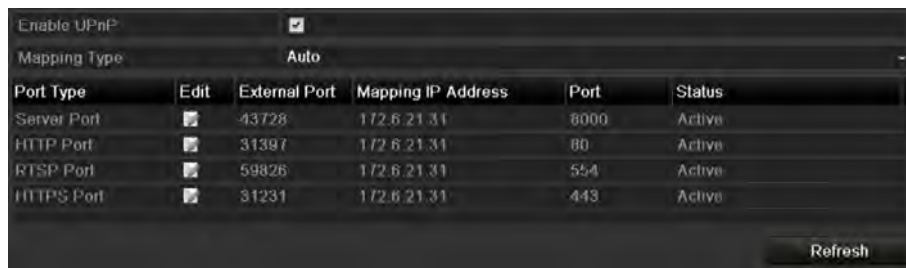 Enable UPnP
Mapping Type Auto
Port Type Edit External Port Mapping IP Address Port Status
Server Port 43728 172.6.21.31 8000 Active
HTTP Port 31397 172.6.21.31 80 Active
RTSP Port 59826 172.6.21.31 554 Active
HTTPS Port 31231 172.6.21.31 443 Active
Refresh